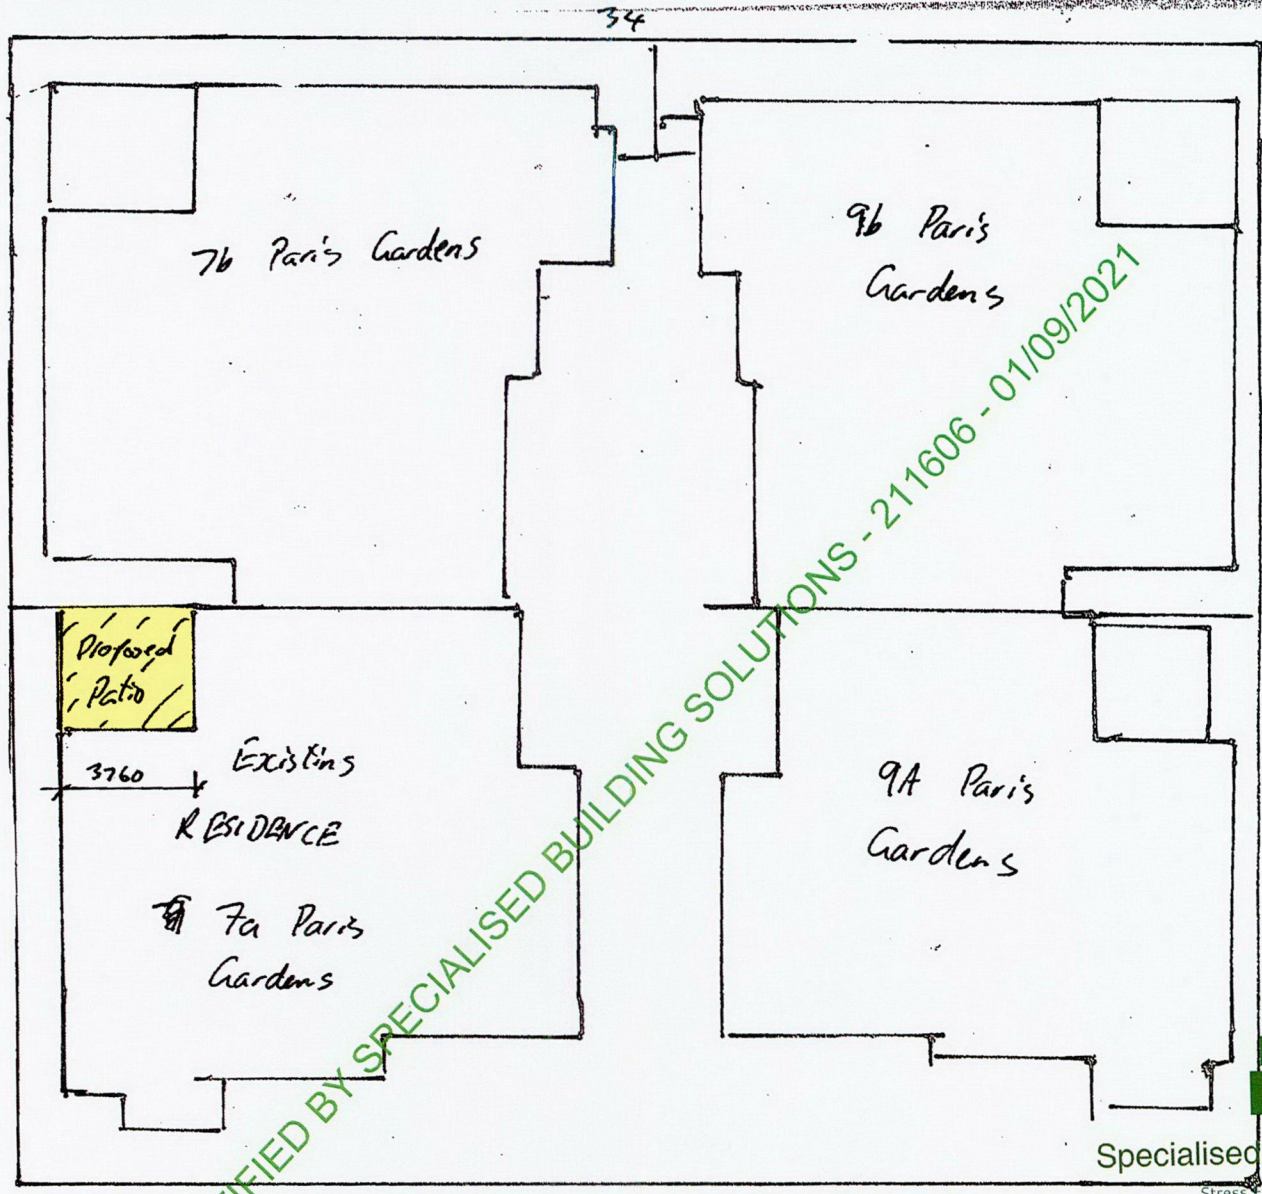 34
7b Paris Gardens
9b Paris
Gardens
Proposed
Patio
3760
Existing
RESIDENCE
7a Paris
Gardens
9A Paris
Gardens
TIFIED BY SPECIALISED BUILDING SOLUTIONS - 211606 - 01/09/2021
Specialised